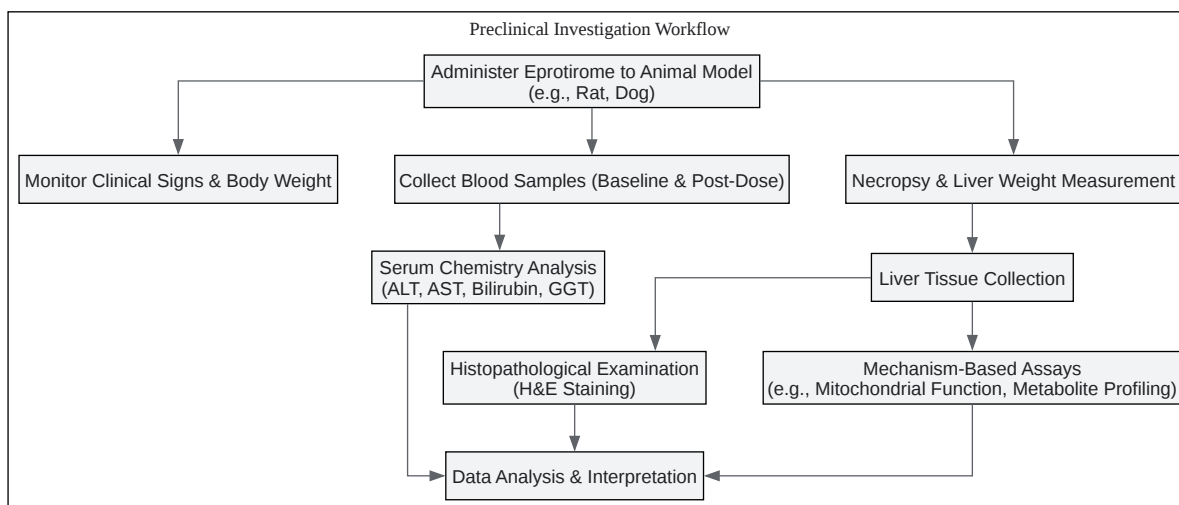 Preclinical Investigation Workflow
Administer Eprotirome to Animal Model
(e.g., Rat, Dog)
Monitor Clinical Signs & Body Weight
Collect Blood Samples (Baseline & Post-Dose)
Necropsy & Liver Weight Measurement
Serum Chemistry Analysis
(ALT, AST, Bilirubin, GGT)
Liver Tissue Collection
Histopathological Examination
(H&E Staining)
Mechanism-Based Assays
(e.g., Mitochondrial Function, Metabolite Profiling)
Data Analysis & Interpretation